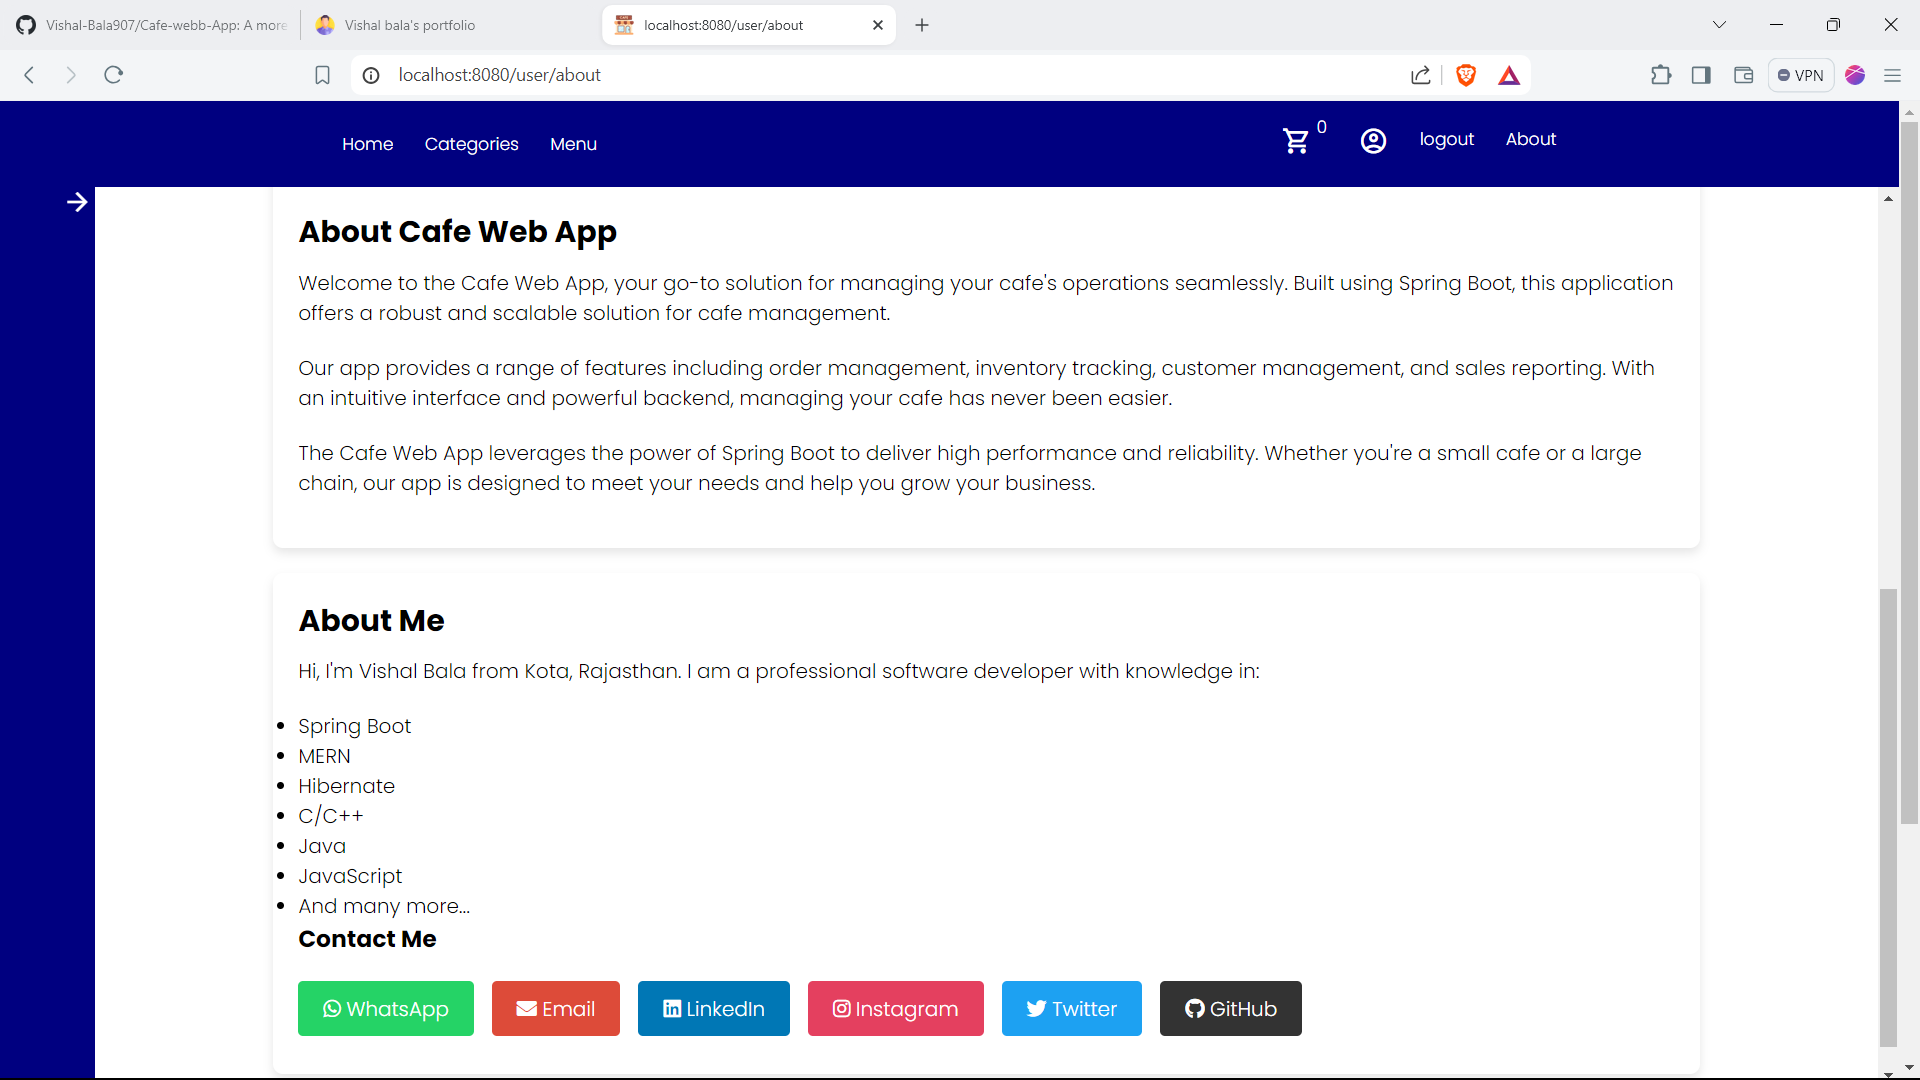 Vishal-Bala907/Cafe-webb-App: A more
Vishal bala's portfolio
localhost:8080/user/about
localhost:8080/user/about
VPN
Home Categories Menu 0 logout About
About Cafe Web App
Welcome to the Cafe Web App, your go-to solution for managing your cafe's operations seamlessly. Built using Spring Boot, this application
offers a robust and scalable solution for cafe management.
Our app provides a range of features including order management, inventory tracking, customer management, and sales reporting. With
an intuitive interface and powerful backend, managing your cafe has never been easier.
The Cafe Web App leverages the power of Spring Boot to deliver high performance and reliability. Whether you're a small cafe or a large
chain, our app is designed to meet your needs and help you grow your business.
About Me
Hi, I'm Vishal Bala from Kota, Rajasthan. I am a professional software developer with knowledge in:
Spring Boot
MERN
Hibernate
C/C++
Java
JavaScript
And many more...
Contact Me
WhatsApp Email LinkedIn Instagram Twitter GitHub